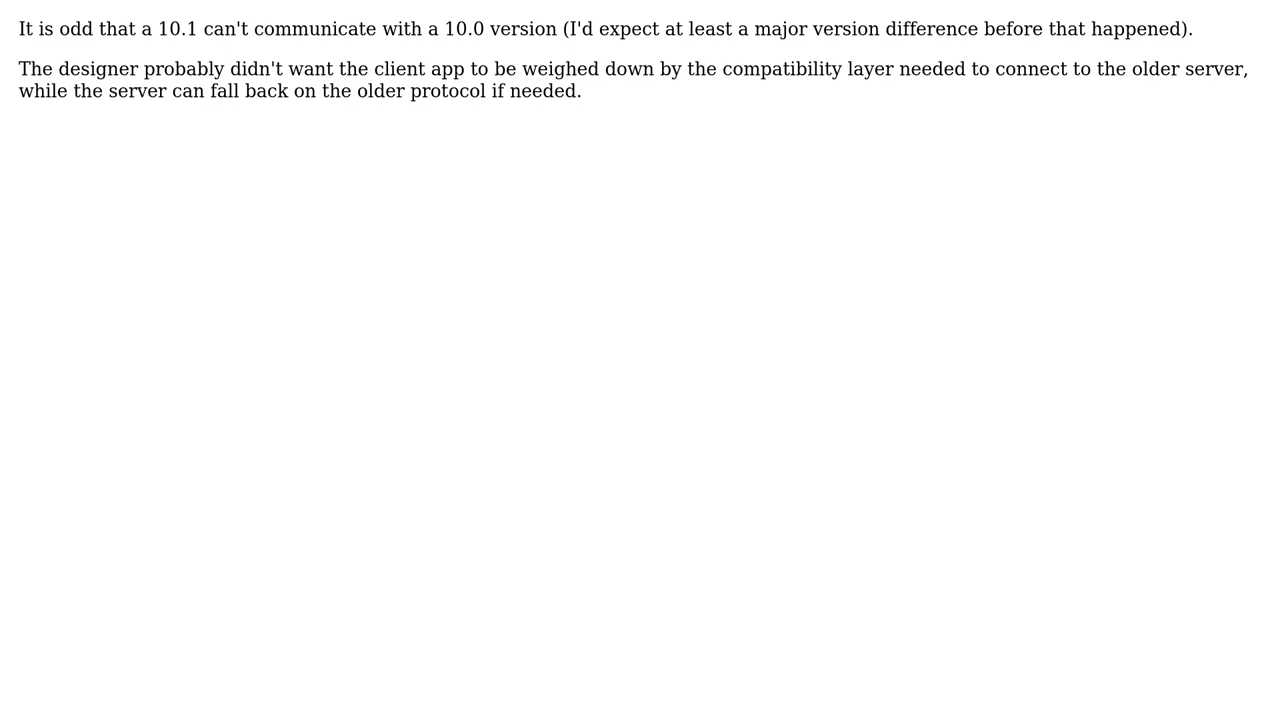 It is odd that a 10.1 can't communicate with a 10.0 version (I'd expect at least a major version difference before that happened).
The designer probably didn't want the client app to be weighed down by the compatibility layer needed to connect to the older server,
while the server can fall back on the older protocol if needed.